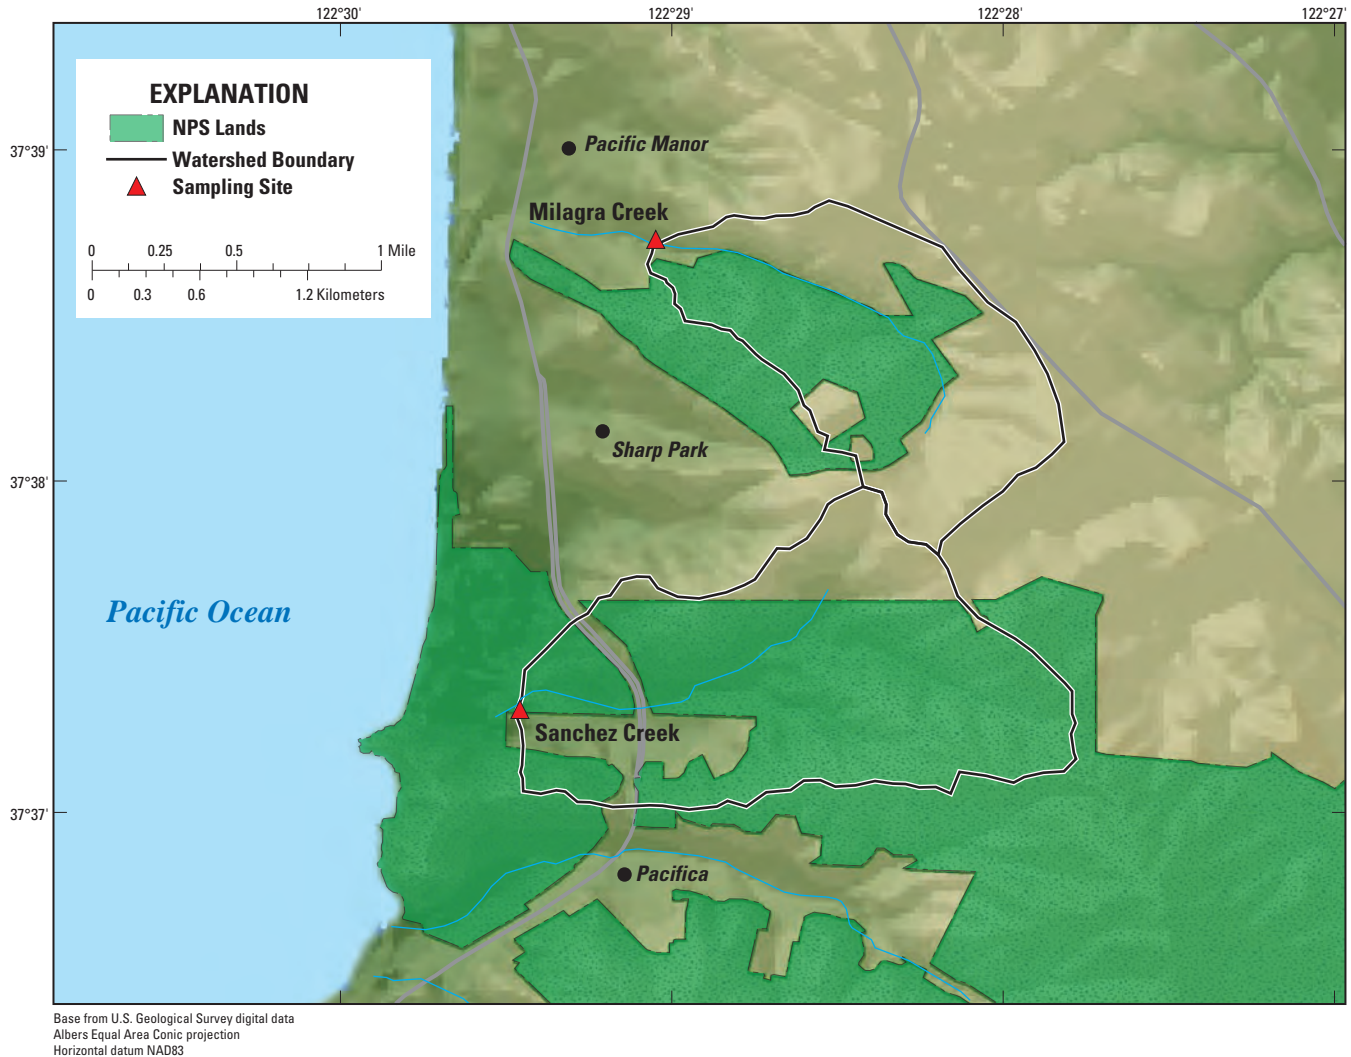 122°30' 122°29' 122°28' 122°27'
EXPLANATION
NPS Lands
Watershed Boundary
Sampling Site
0 0.25 0.5 1 Mile
0 0.3 0.6 1.2 Kilometers
37°39'
Pacific Manor
Milagra Creek
Sharp Park
37°38'
Pacific Ocean
Sanchez Creek
37°37'
Pacifica
Base from U.S. Geological Survey digital data
Albers Equal Area Conic projection
Horizontal datum NAD83